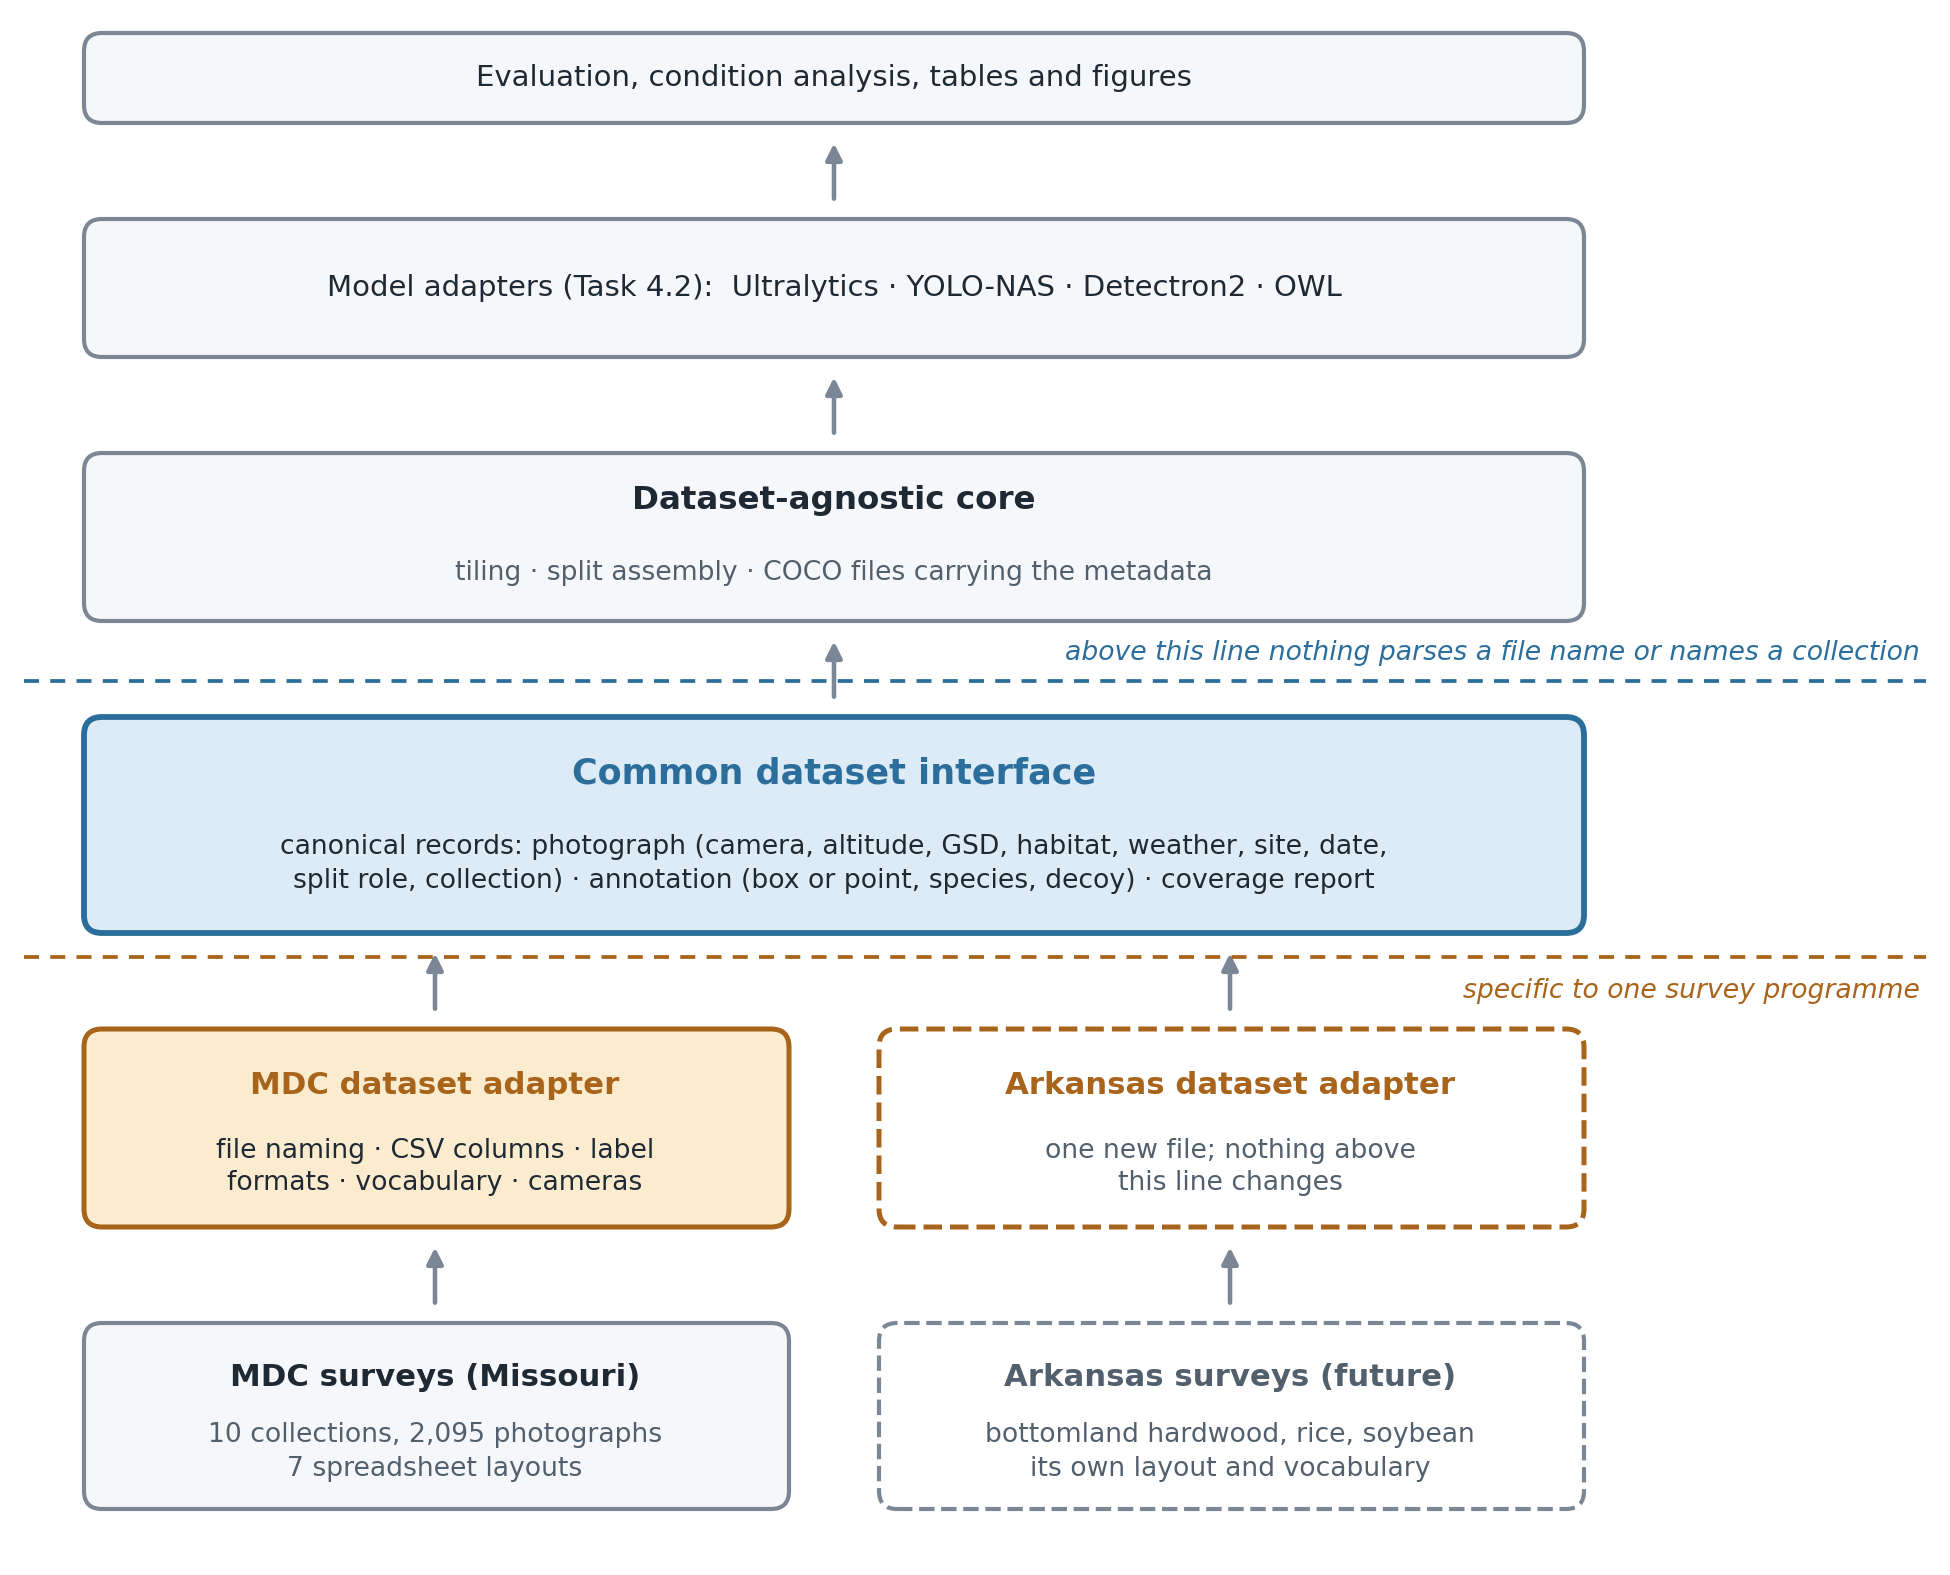 Evaluation, condition analysis, tables and figures
Model adapters (Task 4.2):  Ultralytics · YOLO-NAS · Detectron2 · OWL
Dataset-agnostic core
tiling · split assembly · COCO files carrying the metadata
above this line nothing parses a file name or names a collection
Common dataset interface
canonical records: photograph (camera, altitude, GSD, habitat, weather, site, date,
split role, collection) · annotation (box or point, species, decoy) · coverage report
specific to one survey programme
MDC dataset adapter
file naming · CSV columns · label
formats · vocabulary · cameras
Arkansas dataset adapter
one new file; nothing above
this line changes
MDC surveys (Missouri)
10 collections, 2,095 photographs
7 spreadsheet layouts
Arkansas surveys (future)
bottomland hardwood, rice, soybean
its own layout and vocabulary